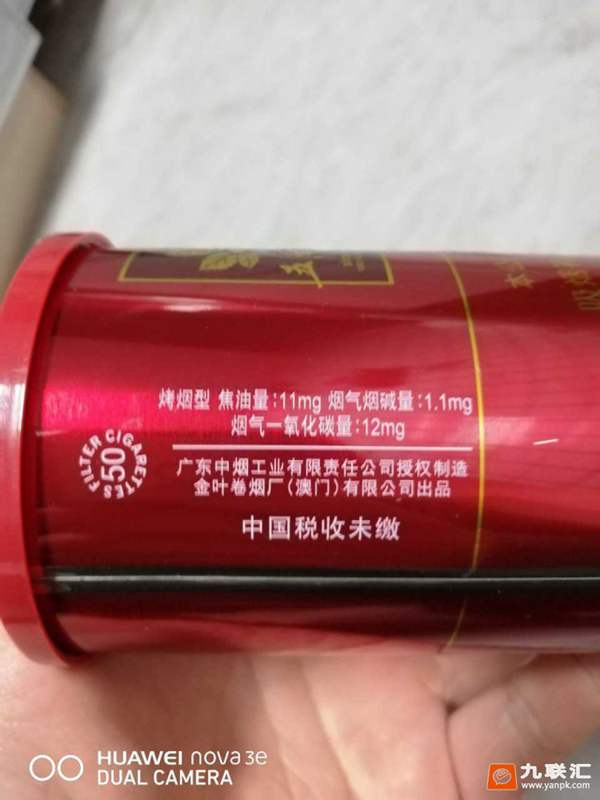 烤烟型 焦油量:11mg 烟气烟碱量:1.1mg
烟气一氧化碳量:12mg
FILTER CIGARETTES
50
广东中烟工业有限责任公司授权制造
金叶卷烟厂(澳门)有限公司出品
中国税收未缴
HUAWEI nova 3e
DUAL CAMERA
九联汇
www.yanpk.com